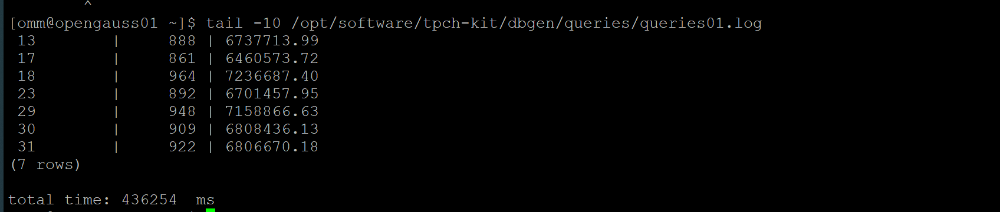 ^
[omm@opengauss01 ~]$ tail -10 /opt/software/tpch-kit/dbgen/queries/queries01.log
 13         |      888 | 6737713.99
 17         |      861 | 6460573.72
 18         |      964 | 7236687.40
 23         |      892 | 6701457.95
 29         |      948 | 7158866.63
 30         |      909 | 6808436.13
 31         |      922 | 6806670.18
(7 rows)
total time: 436254  ms